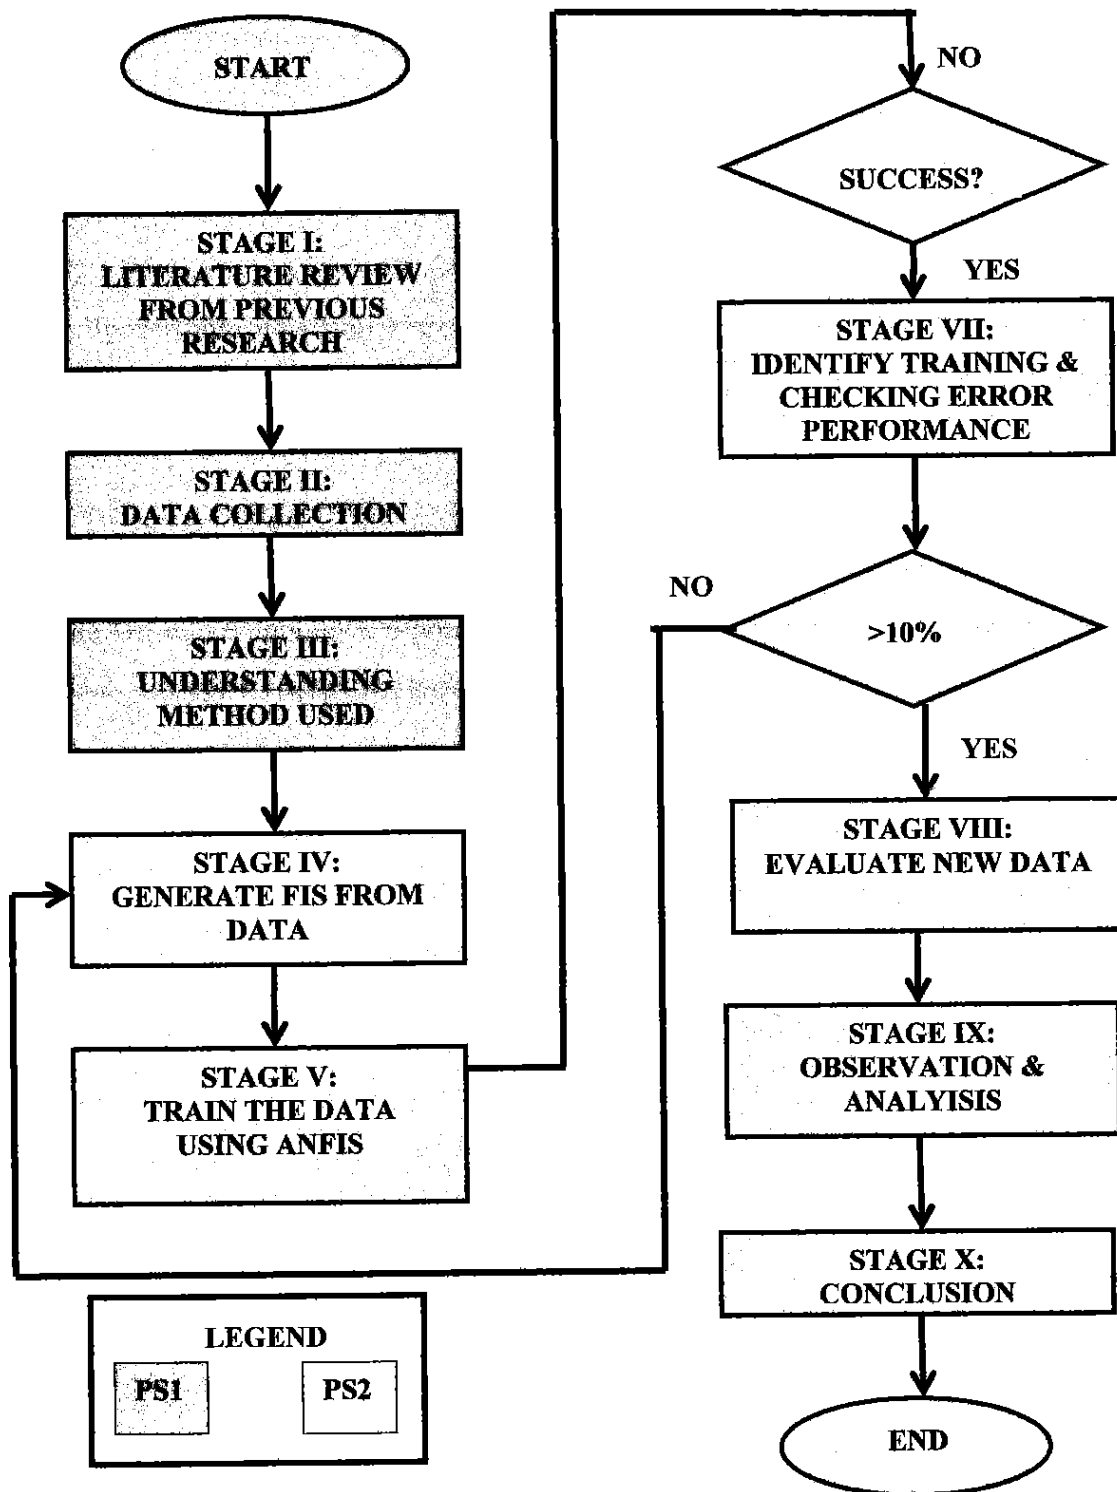 START
STAGE I:
LITERATURE REVIEW
FROM PREVIOUS
RESEARCH
STAGE II:
DATA COLLECTION
STAGE III:
UNDERSTANDING
METHOD USED
STAGE IV:
GENERATE FIS FROM
DATA
STAGE V:
TRAIN THE DATA
USING ANFIS
NO
SUCCESS?
YES
STAGE VII:
IDENTIFY TRAINING &
CHECKING ERROR
PERFORMANCE
NO
>10%
YES
STAGE VIII:
EVALUATE NEW DATA
STAGE IX:
OBSERVATION &
ANALYISIS
STAGE X:
CONCLUSION
END
LEGEND
PS1
PS2